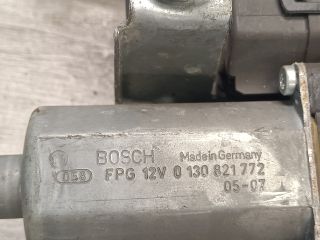 BOSCH Made in Germany
FPG 12V 0 130 821 772
05-07